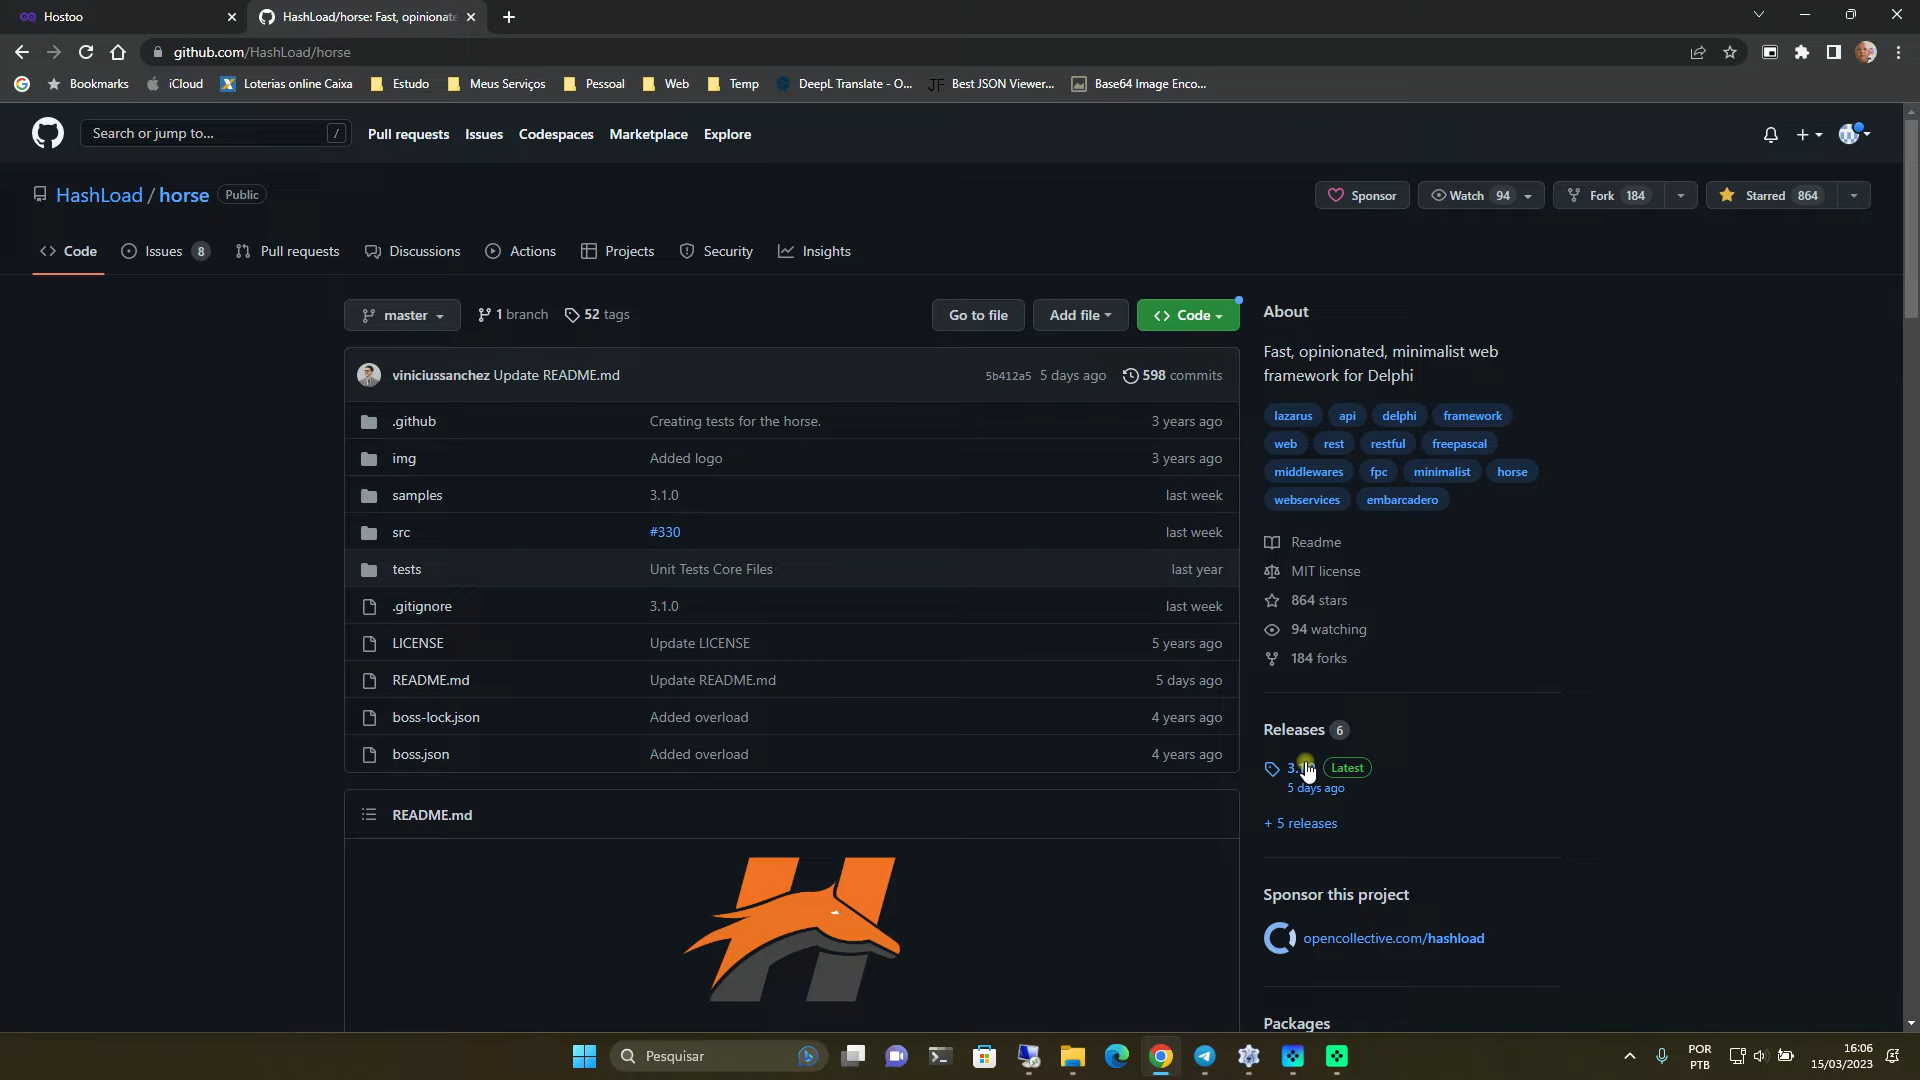 Hostoo
HashLoad/horse: Fast, opinionate
github.com/HashLoad/horse
Bookmarks
iCloud
Loterias online Caixa
Estudo
Meus Serviços
Pessoal
Web
Temp
DeepL Translate - O...
JF Best JSON Viewer...
Base64 Image Enco...
Search or jump to... /
Pull requests
Issues
Codespaces
Marketplace
Explore
HashLoad / horse Public
Sponsor
Watch 94
Fork 184
Starred 864
Code
Issues 8
Pull requests
Discussions
Actions
Projects
Security
Insights
master
1 branch
52 tags
Go to file
Add file
Code
viniciussanchez Update README.md 5b412a5 5 days ago 598 commits
.github Creating tests for the horse. 3 years ago
img Added logo 3 years ago
samples 3.1.0 last week
src #330 last week
tests Unit Tests Core Files last year
.gitignore 3.1.0 last week
LICENSE Update LICENSE 5 years ago
README.md Update README.md 5 days ago
boss-lock.json Added overload 4 years ago
boss.json Added overload 4 years ago
README.md
About
Fast, opinionated, minimalist web
framework for Delphi
lazarus api delphi framework
web rest restful freepascal
middlewares fpc minimalist horse
webservices embarcadero
Readme
MIT license
864 stars
94 watching
184 forks
Releases 6
Latest
5 days ago
+ 5 releases
Sponsor this project
opencollective.com/hashload
Packages
Pesquisar
POR
PTB
16:06
15/03/2023